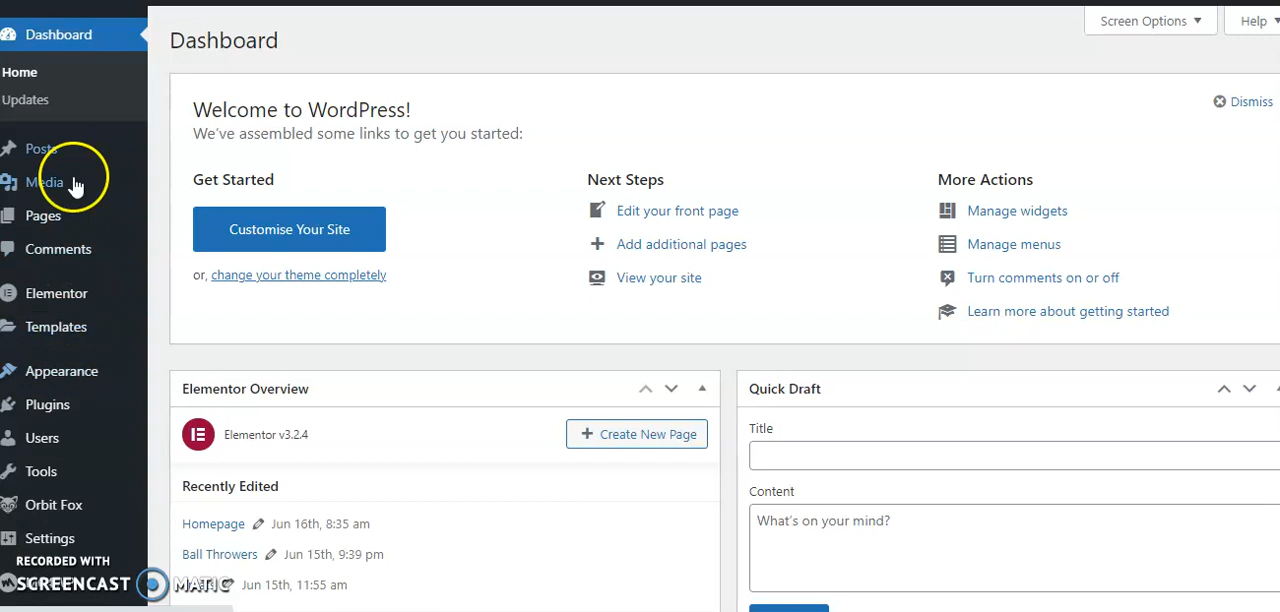 Dashboard
Home
Updates
Posts
Media
Pages
Comments
Elementor
Templates
Appearance
Plugins
Users
Tools
Orbit Fox
Settings
RECORDED WITH
SCREENCAST MATIC
Screen Options
Help
Dashboard
Welcome to WordPress!
We've assembled some links to get you started:
Dismiss
Get Started
Customise Your Site
or, change your theme completely
Next Steps
Edit your front page
Add additional pages
View your site
More Actions
Manage widgets
Manage menus
Turn comments on or off
Learn more about getting started
Elementor Overview
Elementor v3.2.4
+ Create New Page
Recently Edited
Homepage Jun 16th, 8:35 am
Ball Throwers Jun 15th, 9:39 pm
Jun 15th, 11:55 am
Quick Draft
Title
Content
What's on your mind?